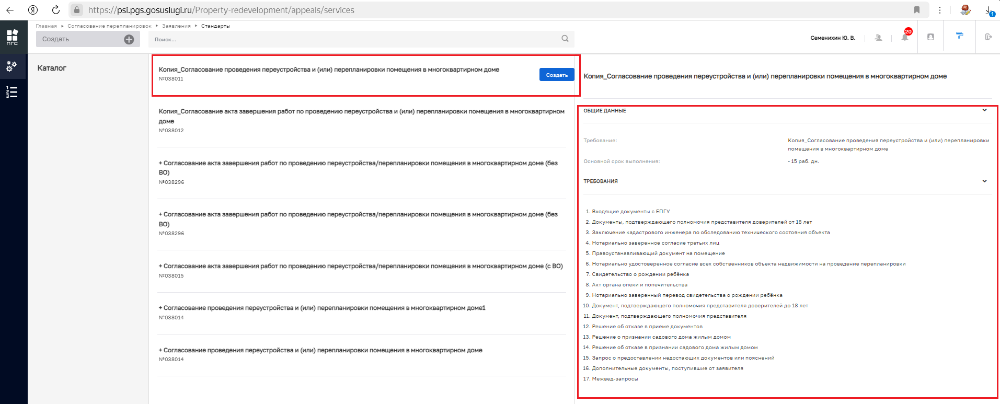 https://psi.pgs.gosuslugi.ru/Property-redevelopment/appeals/services
1
Главная ▸ Согласование перепланировок ▸ Заявления ▸ Стандарты
ПГС
Создать
Поиск...
Семенихин Ю. В.
20
Каталог
Копия_Согласование проведения переустройства и (или) перепланировки помещения в многоквартирном доме
№038011
Создать
Копия_Согласование акта завершения работ по проведению переустройства и (или) перепланировки помещения в многоквартирном
доме
№038012
+ Согласование акта завершения работ по проведению переустройства/перепланировки помещения в многоквартирном доме (без
ВО)
№038296
+ Согласование акта завершения работ по проведению переустройства/перепланировки помещения в многоквартирном доме (без
ВО)
№038296
+ Согласование акта завершения работ по проведению переустройства/перепланировки помещения в многоквартирном доме (с ВО)
№038015
+ Согласование проведения переустройства и (или) перепланировки помещения в многоквартирном доме1
№038014
+ Согласование проведения переустройства и (или) перепланировки помещения в многоквартирном доме
№038014
Копия_Согласование проведения переустройства и (или) перепланировки помещения в многоквартирном доме
ОБЩИЕ ДАННЫЕ
Требование:
Копия_Согласование проведения переустройства и (или) перепланировки
помещения в многоквартирном доме
Основной срок выполнения:
- 15 раб. дн.
ТРЕБОВАНИЯ
1. Входящие документы с ЕПГУ
2. Документы, подтверждающего полномочия представителя доверителей от 18 лет
3. Заключение кадастрового инженера по обследованию технического состояния объекта
4. Нотариально заверенное согласие третьих лиц
5. Правоустанавливающий документ на помещение
6. Нотариально удостоверенное согласие всех собственников объекта недвижимости на проведение перепланировки
7. Свидетельство о рождении ребёнка
8. Акт органа опеки и попечительства
9. Нотариально заверенный перевод свидетельства о рождении ребёнка
10. Документ, подтверждающего полномочия представителя доверителей до 18 лет
11. Документ, подтверждающего полномочия представителя
12. Решение об отказе в приеме документов
13. Решение о признании садового дома жилым домом
14. Решение об отказе в признании садового дома жилым домом
15. Запрос о предоставлении недостающих документов или пояснений
16. Дополнительные документы, поступившие от заявителя
17. Межвед-запросы